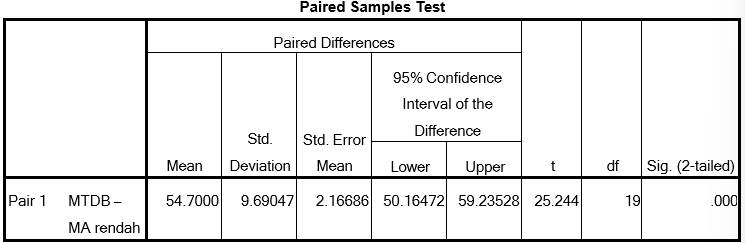 Paired Samples Test
Paired Differences
95% Confidence
Interval of the
Difference
Std. Std. Error
Mean Deviation Mean Lower Upper t df Sig. (2-tailed)
Pair 1 MTDB – 54.7000 9.69047 2.16686 50.16472 59.23528 25.244 19 .000
MA rendah